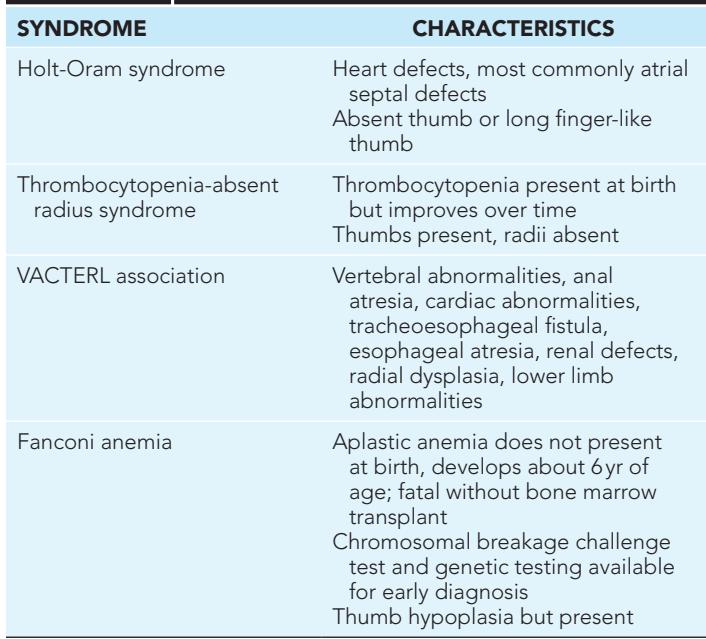 SYNDROME CHARACTERISTICS
Holt-Oram syndrome Heart defects, most commonly atrial
septal defects
Absent thumb or long finger-like
thumb
Thrombocytopenia-absent Thrombocytopenia present at birth
radius syndrome but improves over time
Thumbs present, radii absent
VACTERL association Vertebral abnormalities, anal
atresia, cardiac abnormalities,
tracheoesophageal fistula,
esophageal atresia, renal defects,
radial dysplasia, lower limb
abnormalities
Fanconi anemia Aplastic anemia does not present
at birth, develops about 6 yr of
age; fatal without bone marrow
transplant
Chromosomal breakage challenge
test and genetic testing available
for early diagnosis
Thumb hypoplasia but present